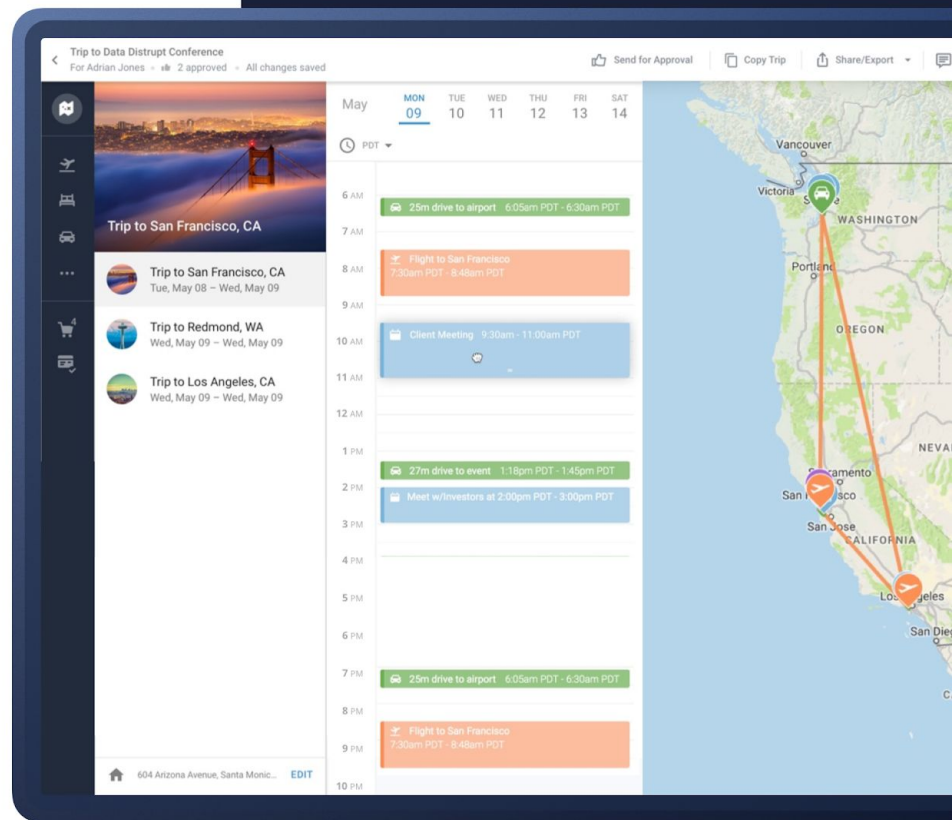 Trip to Data Distrupt Conference
For Adrian Jones • 2 approved • All changes saved
Send for Approval
Copy Trip
Share/Export
Trip to San Francisco, CA
Trip to San Francisco, CA
Tue, May 08 – Wed, May 09
Trip to Redmond, WA
Wed, May 09 – Wed, May 09
Trip to Los Angeles, CA
Wed, May 09 – Wed, May 09
4
604 Arizona Avenue, Santa Monic...
EDIT
May
MON TUE WED THU FRI SAT
09 10 11 12 13 14
PDT
6 AM
25m drive to airport 6:05am PDT - 6:30am PDT
7 AM
Flight to San Francisco
8 AM
7:30am PDT - 8:48am PDT
9 AM
Client Meeting 9:30am - 11:00am PDT
10 AM
11 AM
12 AM
1 PM
27m drive to event 1:18pm PDT - 1:45pm PDT
2 PM
Meet w/Investors at 2:00pm PDT - 3:00pm PDT
3 PM
4 PM
5 PM
6 PM
7 PM
25m drive to airport 6:05am PDT - 6:30am PDT
8 PM
Flight to San Francisco
7:30am PDT - 8:48am PDT
9 PM
10 PM
Vancouver
Victoria
WASHINGTON
Portland
OREGON
NEVA
San
San Jose
CALIFORNIA
San Dieg